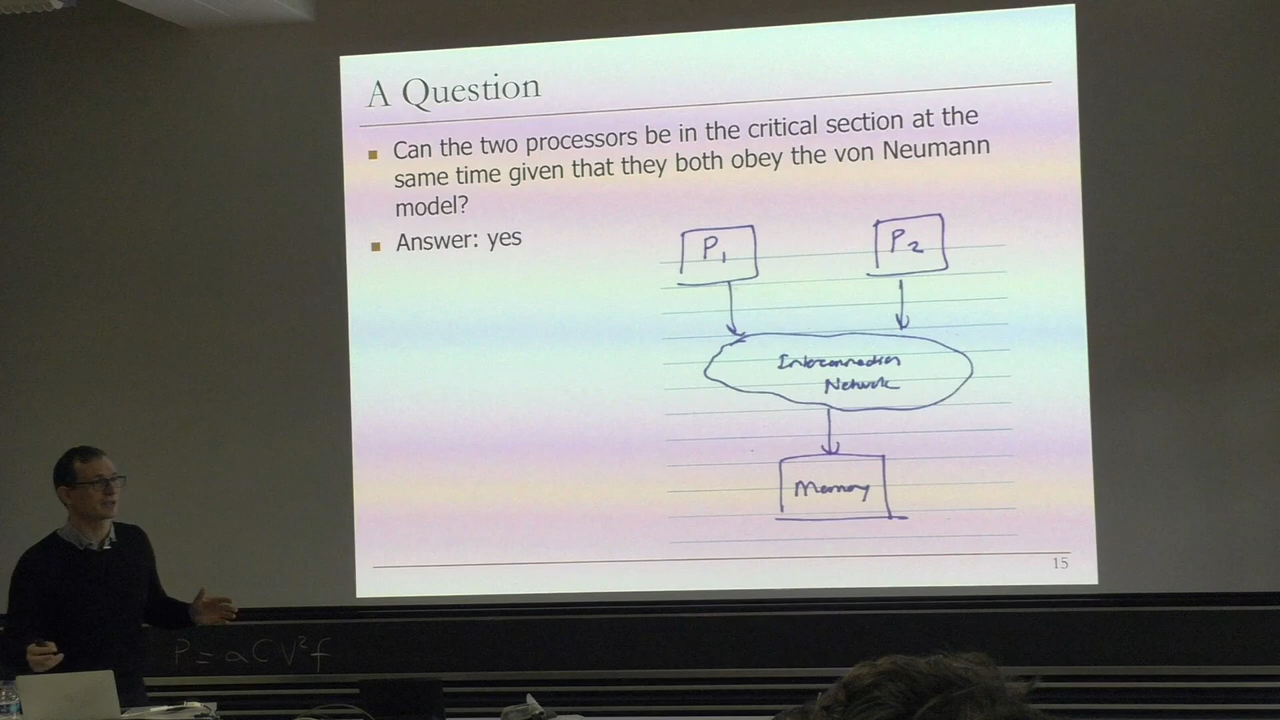 A Question
Can the two processors be in the critical section at the
same time given that they both obey the von Neumann
model?
Answer: yes
P1
P2
Interconnection
Network
Memory
15
P = αCV²f